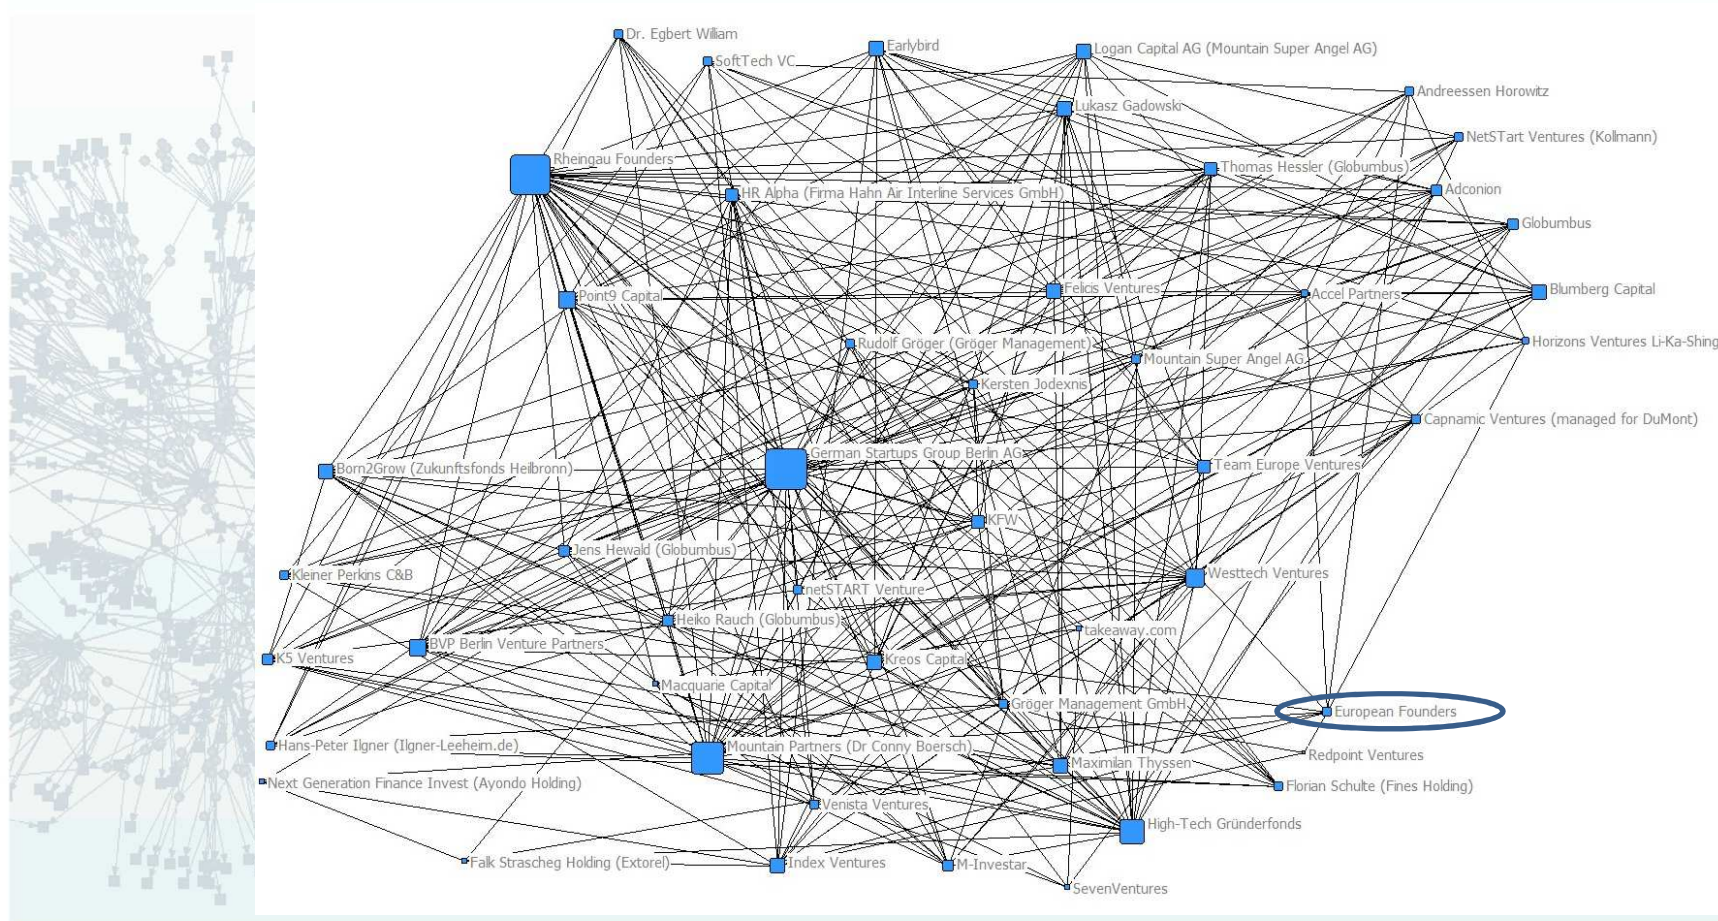 Dr. Egbert Wiliam
Earlybird
Logan Capital AG (Mountain Super Angel AG)
SoftTech VC
Andreessen Horowitz
Lukasz Gadowski
NetSTart Ventures (Kollmann)
Rheingau Founders
Thomas Hessler (Globumbus)
HR Alpha (Firma Hahn Air Interline Services GmbH)
Adconion
Globumbus
Point9 Capital
Felicis Ventures
Accel Partners
Blumberg Capital
Rudolf Gröger (Gröger Management)
Mountain Super Angel AG
Horizons Ventures Li-Ka-Shing
Kersten Jodexnis
Capnamic Ventures (managed for DuMont)
German Startups Group Berlin AG
Born2Grow (Zukunftsfonds Heilbronn)
Team Europe Ventures
KFW
Jens Hewald (Globumbus)
Kleiner Perkins C&B
Westtech Ventures
netSTART Venture
Heiko Rauch (Globumbus)
takeaway.com
BVP Berlin Venture Partners
K5 Ventures
Kreos Capital
Macquarie Capital
Gröger Management GmbH
European Founders
Hans-Peter Ilgner (Ilgner-Leeheim.de)
Mountain Partners (Dr Conny Boersch)
Redpoint Ventures
Maximilan Thyssen
Next Generation Finance Invest (Ayondo Holding)
Florian Schulte (Fines Holding)
Venista Ventures
High-Tech Gründerfonds
Falk Strascheg Holding (Extorel)
Index Ventures
M-Investar
SevenVentures